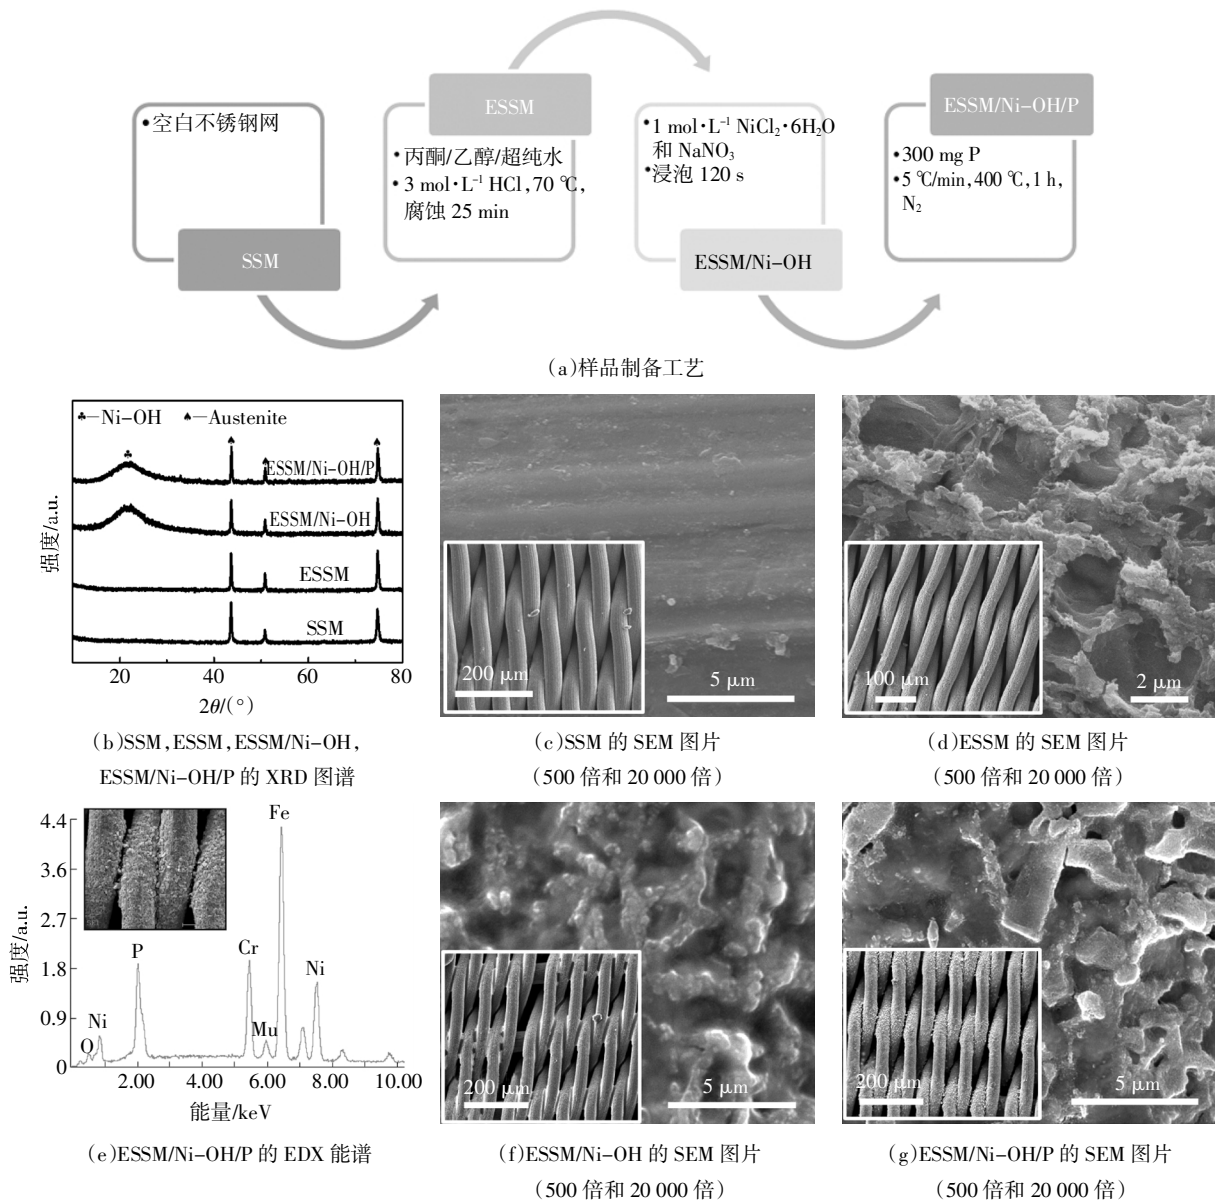 •空白不锈钢网
SSM
ESSM
•丙酮/乙醇/超纯水
•3 mol·L⁻¹ HCl,70 ℃,
腐蚀 25 min
•1 mol·L⁻¹ NiCl₂·6H₂O
和 NaNO₃
•浸泡 120 s
ESSM/Ni-OH
ESSM/Ni-OH/P
•300 mg P
•5 ℃/min,400 ℃,1 h,
N₂
(a)样品制备工艺
♣—Ni-OH ♠—Austenite
♣ ♠ ♠ ♠
ESSM/Ni-OH/P
ESSM/Ni-OH
ESSM
SSM
强度/a.u.
20 40 60 80
2θ/(°)
(b)SSM,ESSM,ESSM/Ni-OH,
ESSM/Ni-OH/P 的 XRD 图谱
200 μm
5 μm
(c)SSM 的 SEM 图片
(500 倍和 20 000 倍)
100 μm
2 μm
(d)ESSM 的 SEM 图片
(500 倍和 20 000 倍)
4.4
3.6
2.7
1.8
0.9
0
强度/a.u.
Fe
P
Cr
Ni
Mu
Ni
O
2.00 4.00 6.00 8.00 10.00
能量/keV
(e)ESSM/Ni-OH/P 的 EDX 能谱
200 μm
5 μm
(f)ESSM/Ni-OH 的 SEM 图片
(500 倍和 20 000 倍)
200 μm
5 μm
(g)ESSM/Ni-OH/P 的 SEM 图片
(500 倍和 20 000 倍)